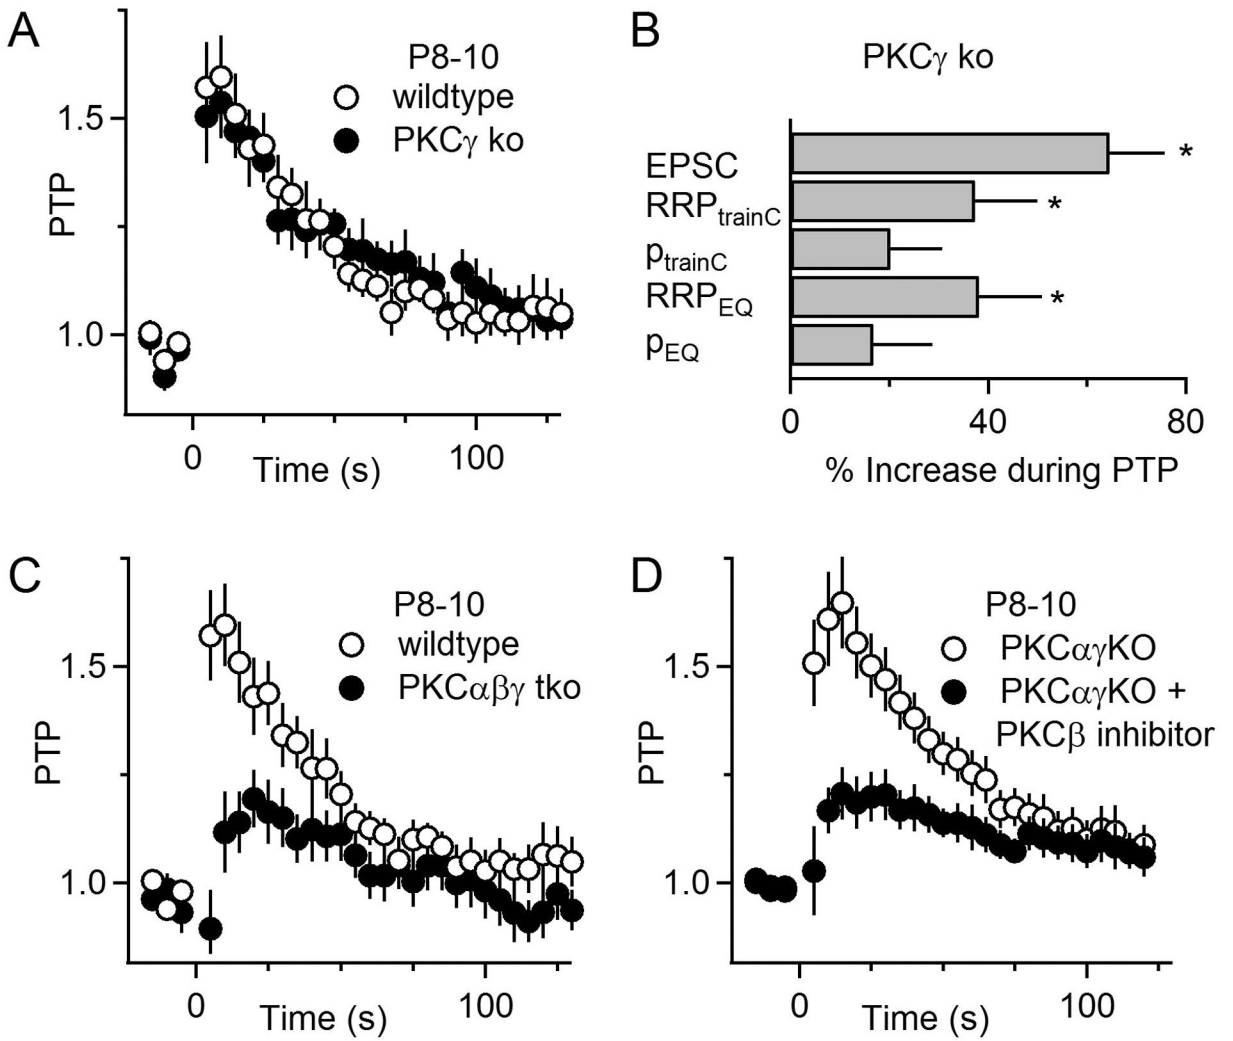 A
P8-10
wildtype
PKCγ ko
1.5
1.0
PTP
0
100
Time (s)
B
PKCγ ko
EPSC
*
RRPtrainC
*
ptrainC
RRPEQ
*
pEQ
0
40
80
% Increase during PTP
C
P8-10
wildtype
PKCαβγ tko
1.5
1.0
PTP
0
100
Time (s)
D
P8-10
PKCαγKO
PKCαγKO +
PKCβ inhibitor
1.5
1.0
PTP
0
100
Time (s)